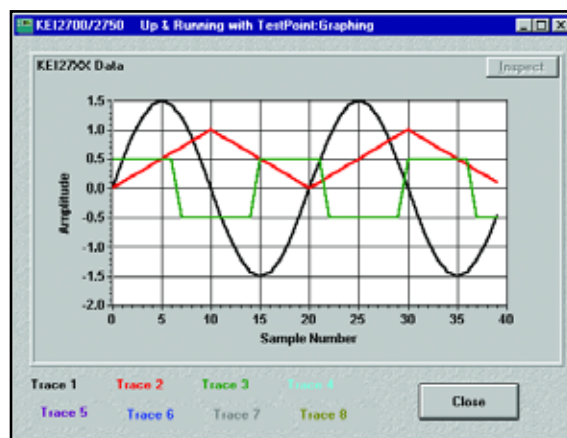 KEI2700/2750 Up & Running with TestPoint:Graphing
KEI27XX Data
Inspect
1.5
1.0
0.5
0.0
-0.5
-1.0
-1.5
-2.0
Amplitude
0 5 10 15 20 25 30 35 40
Sample Number
Trace 1 Trace 2 Trace 3 Trace 4
Trace 5 Trace 6 Trace 7 Trace 8
Close